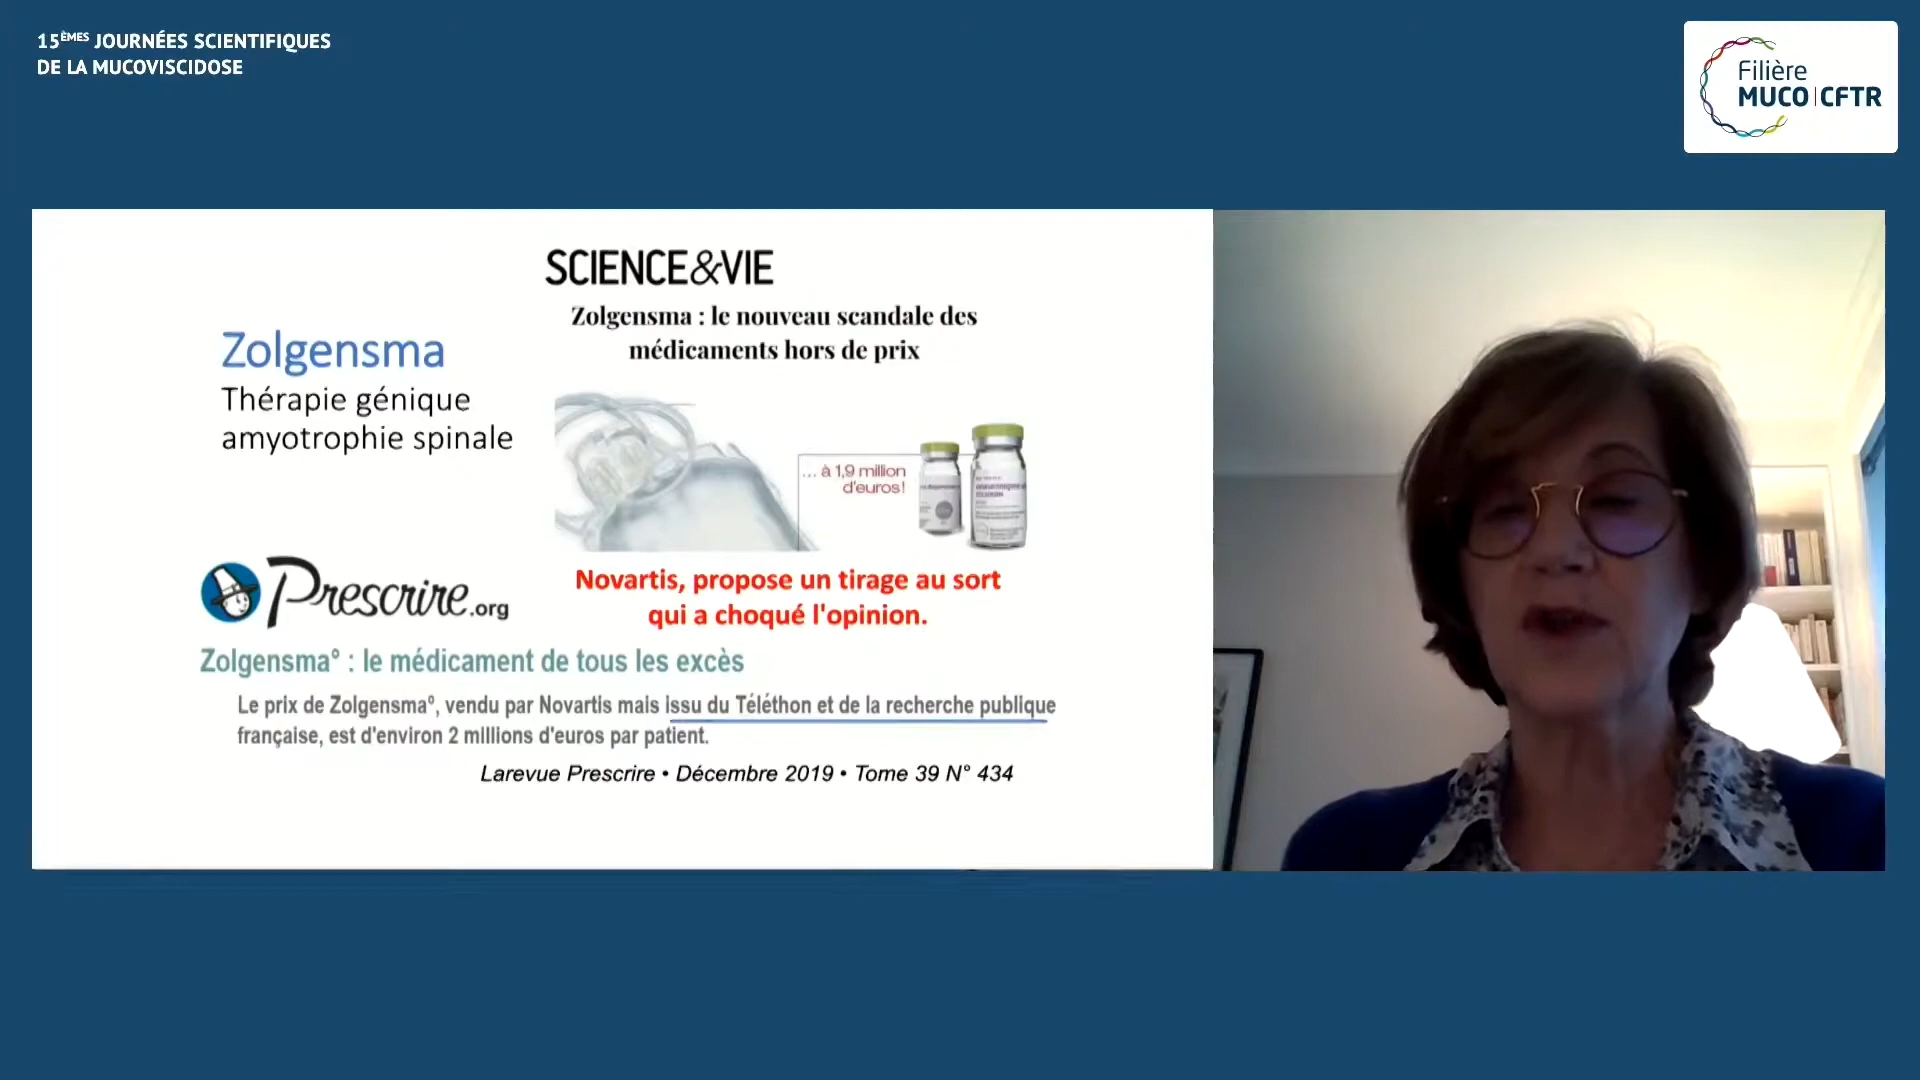 15ÈMES JOURNÉES SCIENTIFIQUES
DE LA MUCOVISCIDOSE
Filière
MUCO|CFTR
SCIENCE&VIE
Zolgensma : le nouveau scandale des
médicaments hors de prix
Zolgensma
Thérapie génique
amyotrophie spinale
... à 1,9 million
d'euros!
Novartis, propose un tirage au sort
qui a choqué l'opinion.
Prescrire.org
Zolgensma° : le médicament de tous les excès
Le prix de Zolgensma°, vendu par Novartis mais issu du Téléthon et de la recherche publique
française, est d'environ 2 millions d'euros par patient.
Larevue Prescrire • Décembre 2019 • Tome 39 N° 434